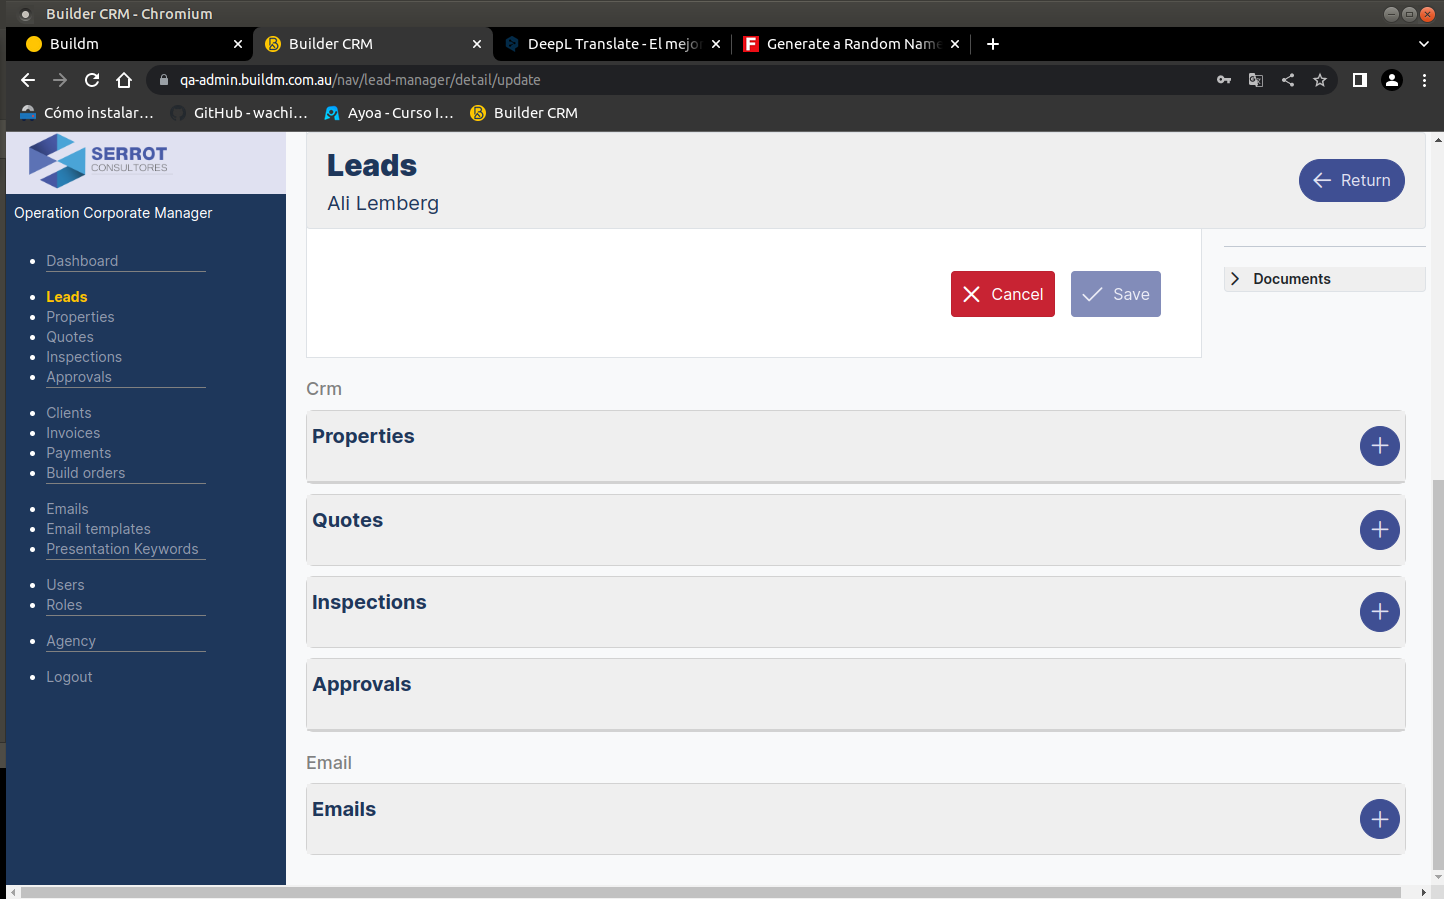 Builder CRM - Chromium
Buildm
Builder CRM
DeepL Translate - El mejo
Generate a Random Name
qa-admin.buildm.com.au/nav/lead-manager/detail/update
Cómo instalar…
GitHub - wachi…
Ayoa - Curso I…
Builder CRM
SERROT
CONSULTORES
Operation Corporate Manager
Dashboard
Leads
Properties
Quotes
Inspections
Approvals
Clients
Invoices
Payments
Build orders
Emails
Email templates
Presentation Keywords
Users
Roles
Agency
Logout
Leads
Ali Lemberg
Return
Cancel
Save
Documents
Crm
Properties
Quotes
Inspections
Approvals
Email
Emails